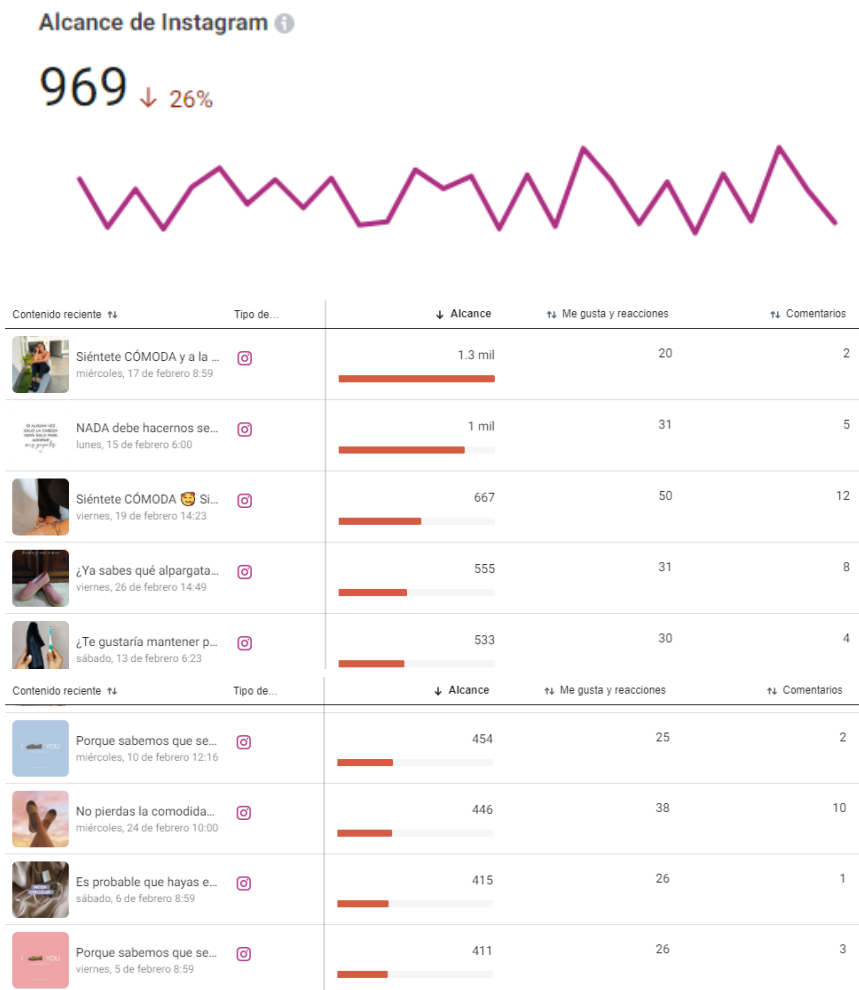 Alcance de Instagram
969 ↓ 26%
Contenido reciente ↑↓ Tipo de... ↓ Alcance ↑↓ Me gusta y reacciones ↑↓ Comentarios
Siéntete CÓMODA y a la ... 1.3 mil 20 2
miércoles, 17 de febrero 8:59
NADA debe hacernos se... 1 mil 31 5
lunes, 15 de febrero 6:00
Siéntete CÓMODA 🥰 Si... 667 50 12
viernes, 19 de febrero 14:23
¿Ya sabes qué alpargata... 555 31 8
viernes, 26 de febrero 14:49
¿Te gustaría mantener p... 533 30 4
sábado, 13 de febrero 6:23
Contenido reciente ↑↓ Tipo de... ↓ Alcance ↑↓ Me gusta y reacciones ↑↓ Comentarios
Porque sabemos que se... 454 25 2
miércoles, 10 de febrero 12:16
No pierdas la comodida... 446 38 10
miércoles, 24 de febrero 10:00
Es probable que hayas e... 415 26 1
sábado, 6 de febrero 8:59
Porque sabemos que se... 411 26 3
viernes, 5 de febrero 8:59